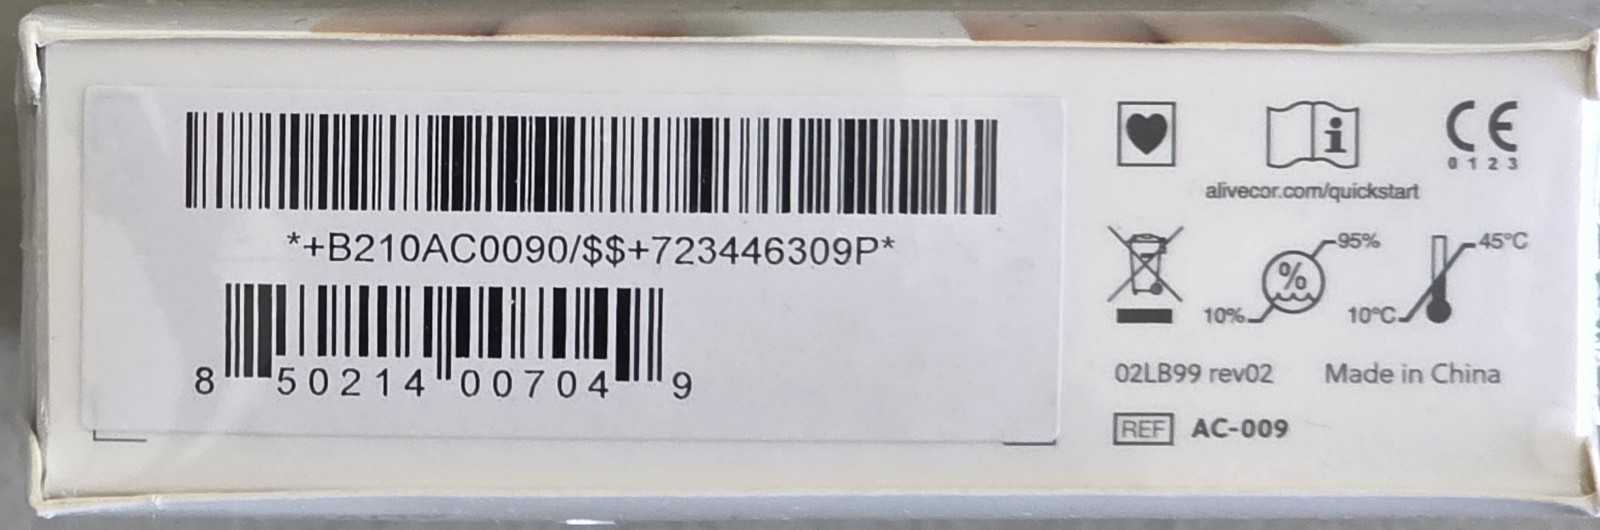 *+B210AC0090/$$+723446309P*
8 50214 00704 9
CE
0123
alivecor.com/quickstart
% 95%
10%
45°C
10°C
02LB99 rev02 Made in China
REF AC-009